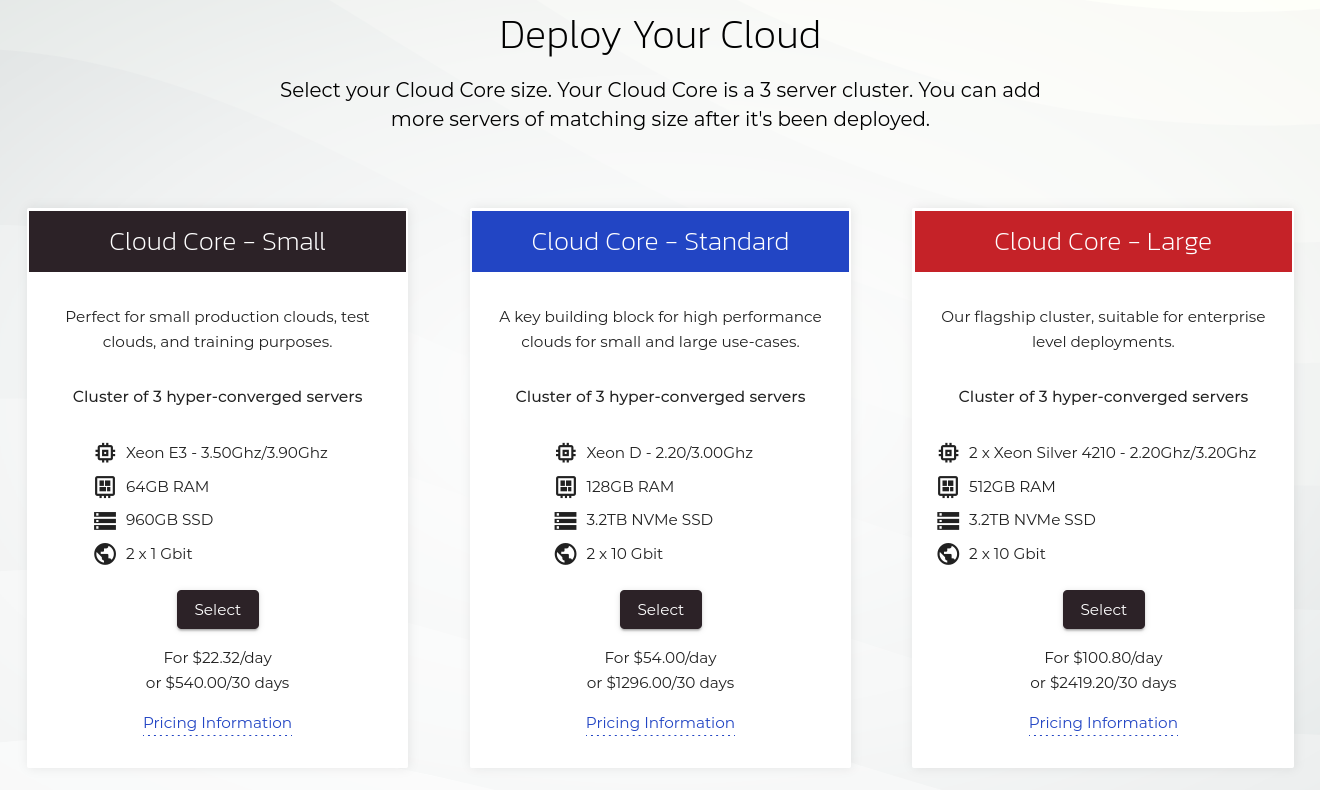 Deploy Your Cloud
Select your Cloud Core size. Your Cloud Core is a 3 server cluster. You can add
more servers of matching size after it's been deployed.
Cloud Core – Small
Perfect for small production clouds, test
clouds, and training purposes.
Cluster of 3 hyper-converged servers
Xeon E3 - 3.50Ghz/3.90Ghz
64GB RAM
960GB SSD
2 x 1 Gbit
Select
For $22.32/day
or $540.00/30 days
Pricing Information
Cloud Core – Standard
A key building block for high performance
clouds for small and large use-cases.
Cluster of 3 hyper-converged servers
Xeon D - 2.20/3.00Ghz
128GB RAM
3.2TB NVMe SSD
2 x 10 Gbit
Select
For $54.00/day
or $1296.00/30 days
Pricing Information
Cloud Core – Large
Our flagship cluster, suitable for enterprise
level deployments.
Cluster of 3 hyper-converged servers
2 x Xeon Silver 4210 - 2.20Ghz/3.20Ghz
512GB RAM
3.2TB NVMe SSD
2 x 10 Gbit
Select
For $100.80/day
or $2419.20/30 days
Pricing Information